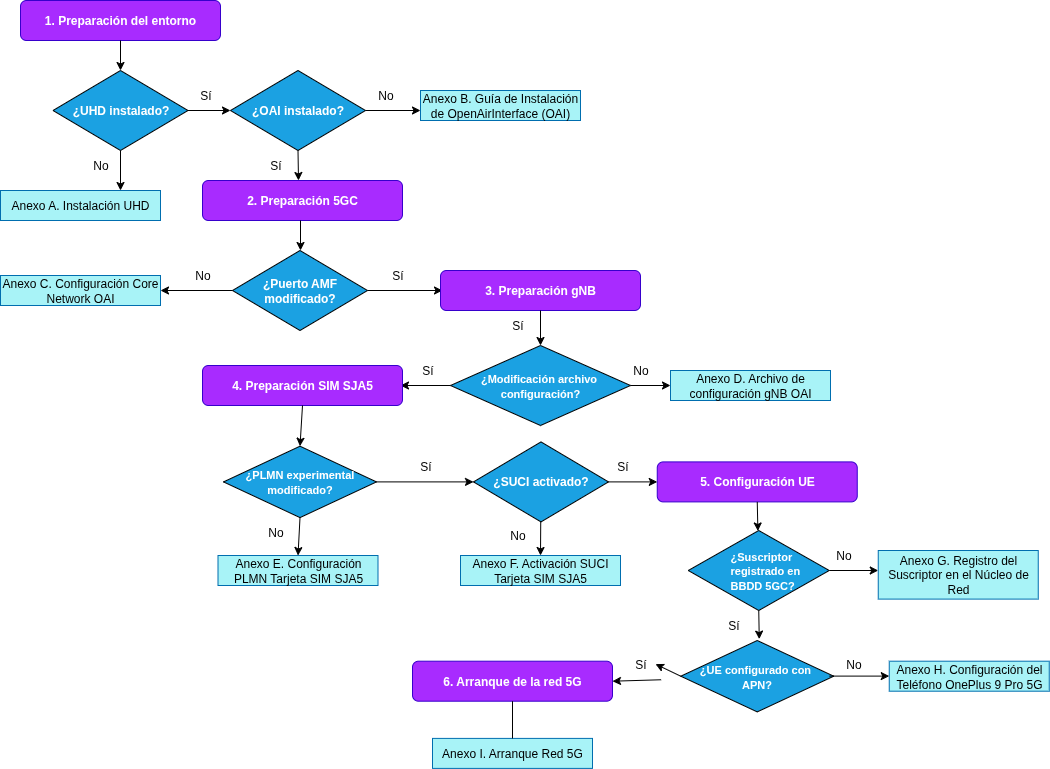 1. Preparación del entorno
¿UHD instalado?
Sí
¿OAI instalado?
No
Anexo B. Guía de Instalación
de OpenAirInterface (OAI)
No
Sí
Anexo A. Instalación UHD
2. Preparación 5GC
¿Puerto AMF
modificado?
No
Sí
Anexo C. Configuración Core
Network OAI
3. Preparación gNB
Sí
¿Modificación archivo
configuración?
Sí
No
Anexo D. Archivo de
configuración gNB OAI
4. Preparación SIM SJA5
¿PLMN experimental
modificado?
Sí
¿SUCI activado?
Sí
5. Configuración UE
No
No
Anexo E. Configuración
PLMN Tarjeta SIM SJA5
Anexo F. Activación SUCI
Tarjeta SIM SJA5
¿Suscriptor
registrado en
BBDD 5GC?
No
Anexo G. Registro del
Suscriptor en el Núcleo de
Red
Sí
¿UE configurado con
APN?
Sí
No
Anexo H. Configuración del
Teléfono OnePlus 9 Pro 5G
6. Arranque de la red 5G
Anexo I. Arranque Red 5G